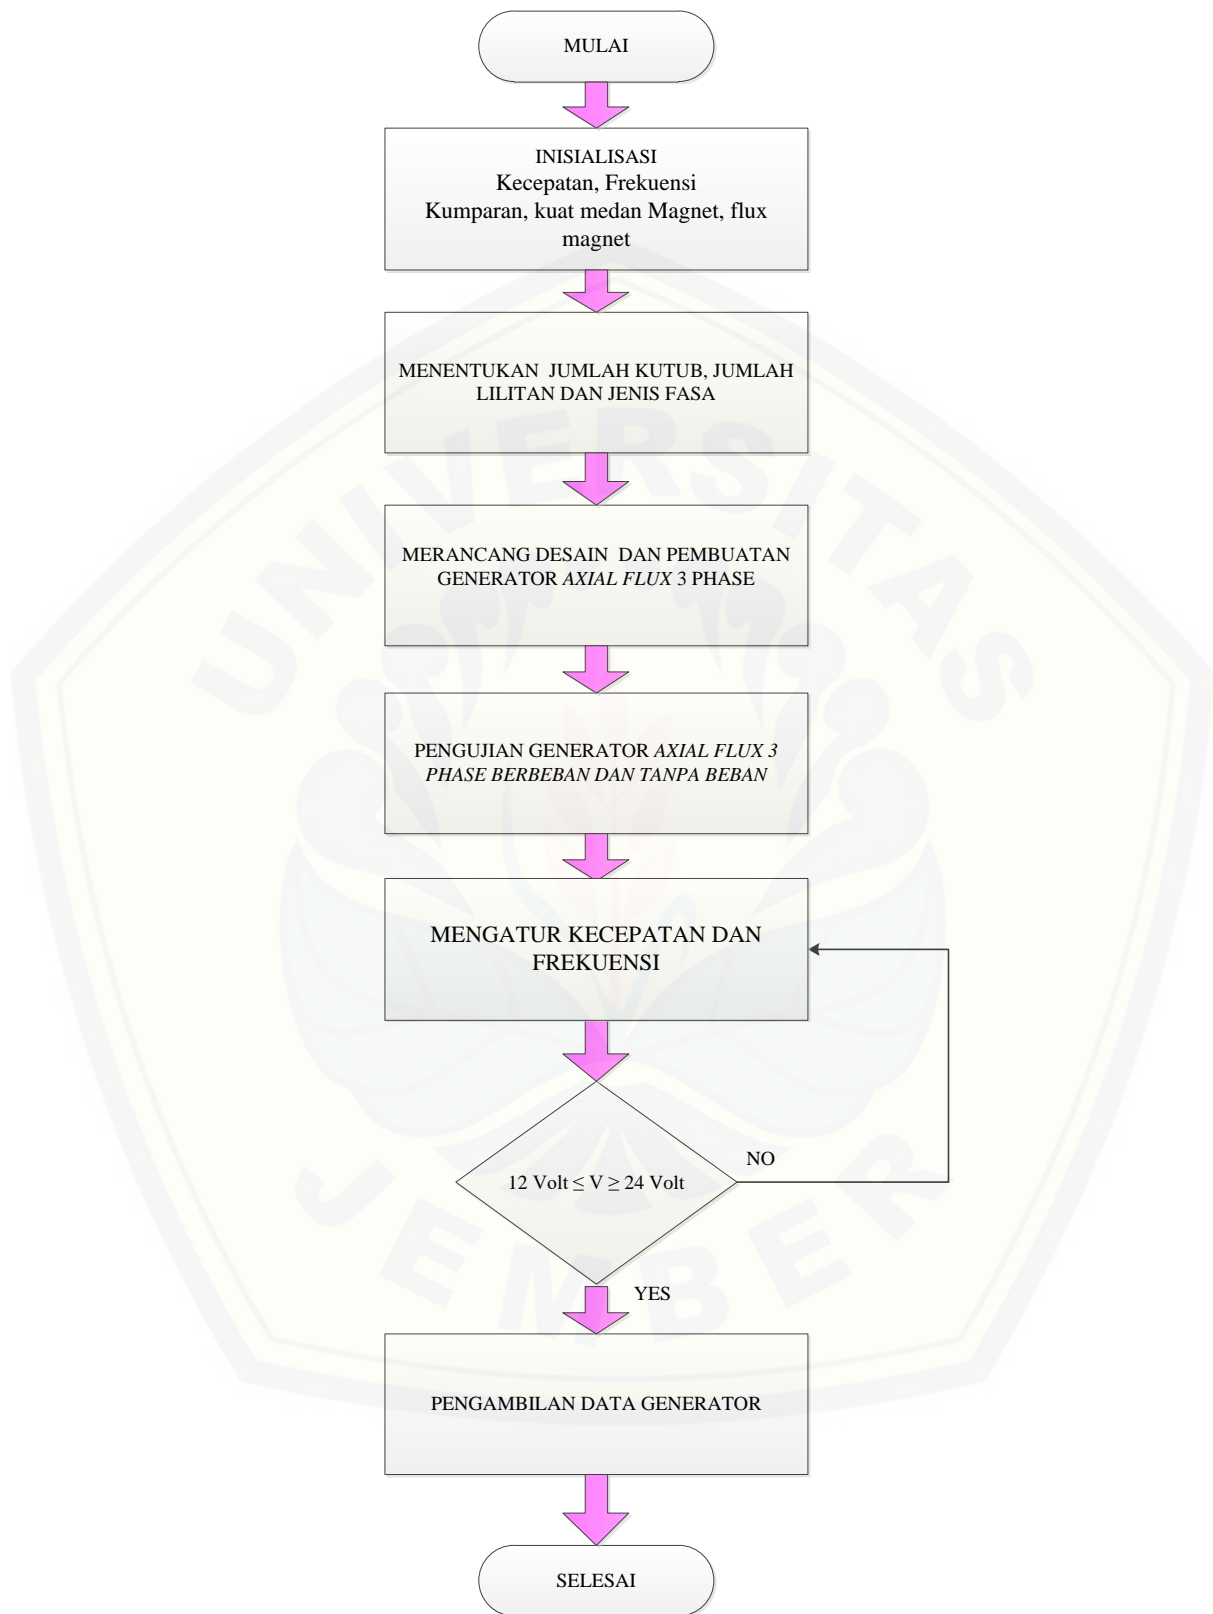 MULAI
INISIALISASI
Kecepatan, Frekuensi
Kumparan, kuat medan Magnet, flux
magnet
MENENTUKAN JUMLAH KUTUB, JUMLAH
LILITAN DAN JENIS FASA
MERANCANG DESAIN DAN PEMBUATAN
GENERATOR AXIAL FLUX 3 PHASE
PENGUJIAN GENERATOR AXIAL FLUX 3
PHASE BERBEBAN DAN TANPA BEBAN
MENGATUR KECEPATAN DAN
FREKUENSI
NO
12 Volt ≤ V ≥ 24 Volt
YES
PENGAMBILAN DATA GENERATOR
SELESAI
UNIVERSITAS
JEMBER